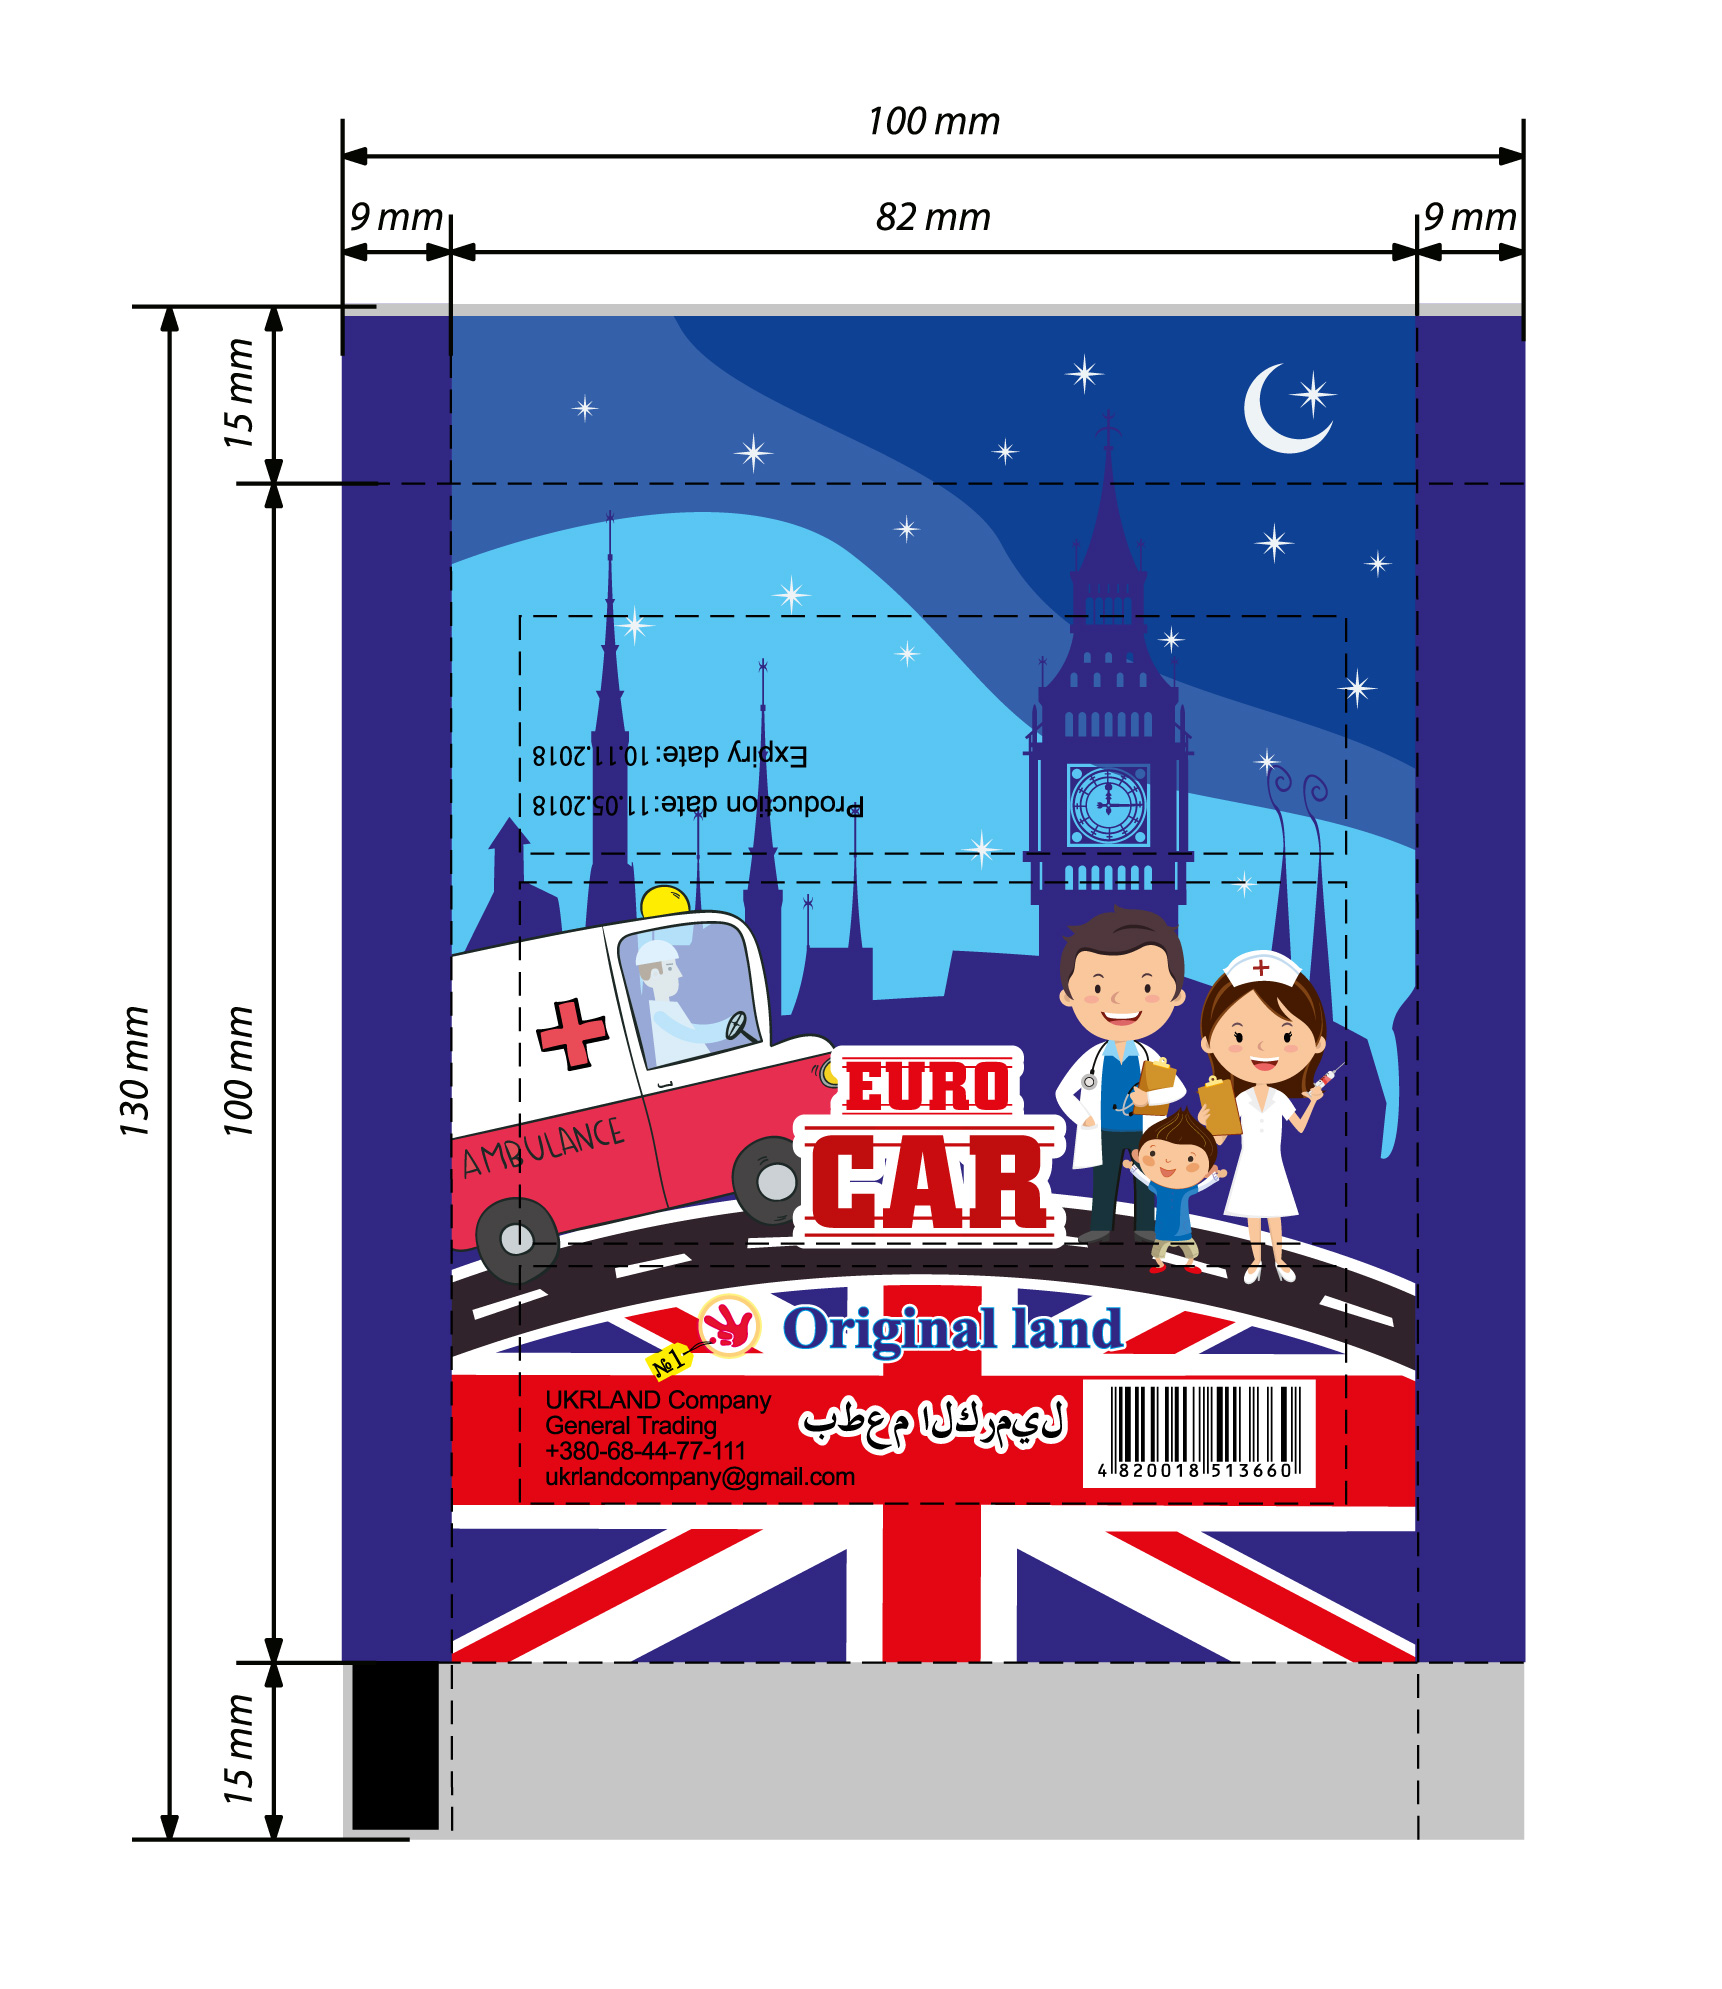 100 mm
9 mm
82 mm
9 mm
15 mm
100 mm
130 mm
15 mm
Production date: 11.05.2018
Expiry date: 10.11.2018
AMBULANCE
EURO
CAR
№1
Original land
UKRLAND Company
General Trading
+380-68-44-77-111
ukrlandcompany@gmail.com
بطعم الكرميل
4 820018 513660